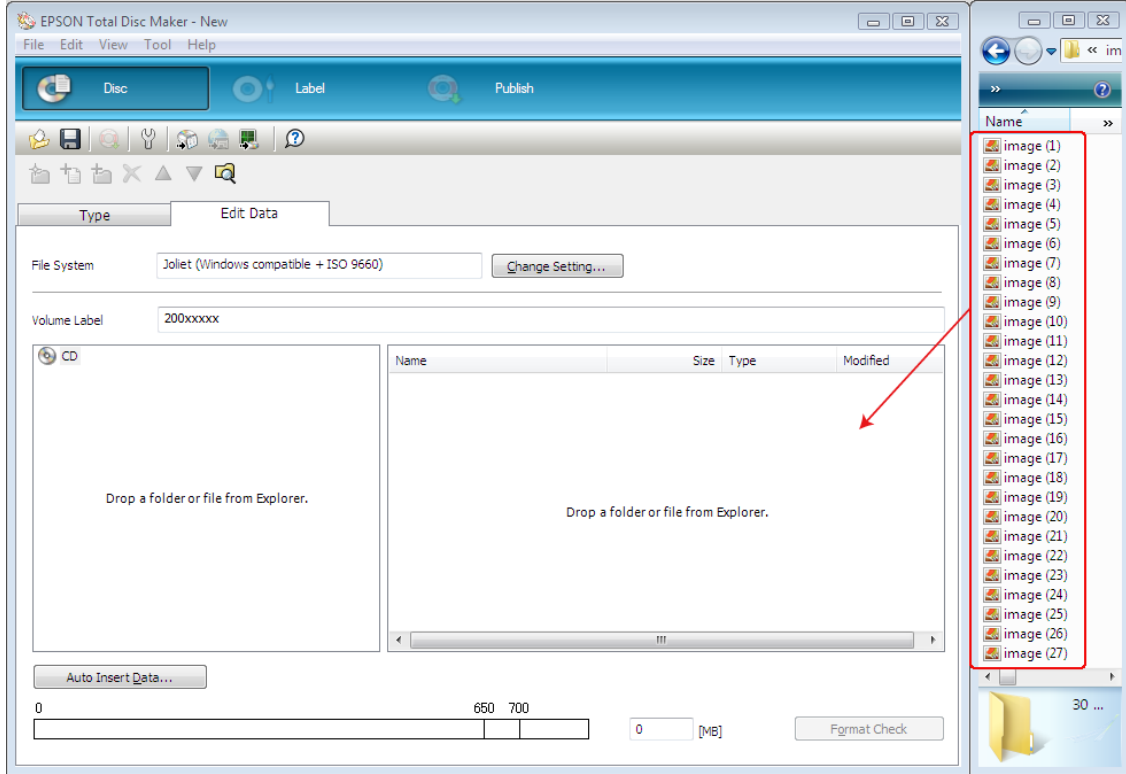 EPSON Total Disc Maker - New
File Edit View Tool Help
Disc Label Publish
Type Edit Data
File System Joliet (Windows compatible + ISO 9660) Change Setting...
Volume Label 200xxxxx
CD
Drop a folder or file from Explorer.
Name Size Type Modified
Drop a folder or file from Explorer.
Auto Insert Data...
0 650 700
0 [MB] Format Check
« im
»
Name »
image (1)
image (2)
image (3)
image (4)
image (5)
image (6)
image (7)
image (8)
image (9)
image (10)
image (11)
image (12)
image (13)
image (14)
image (15)
image (16)
image (17)
image (18)
image (19)
image (20)
image (21)
image (22)
image (23)
image (24)
image (25)
image (26)
image (27)
30 ...